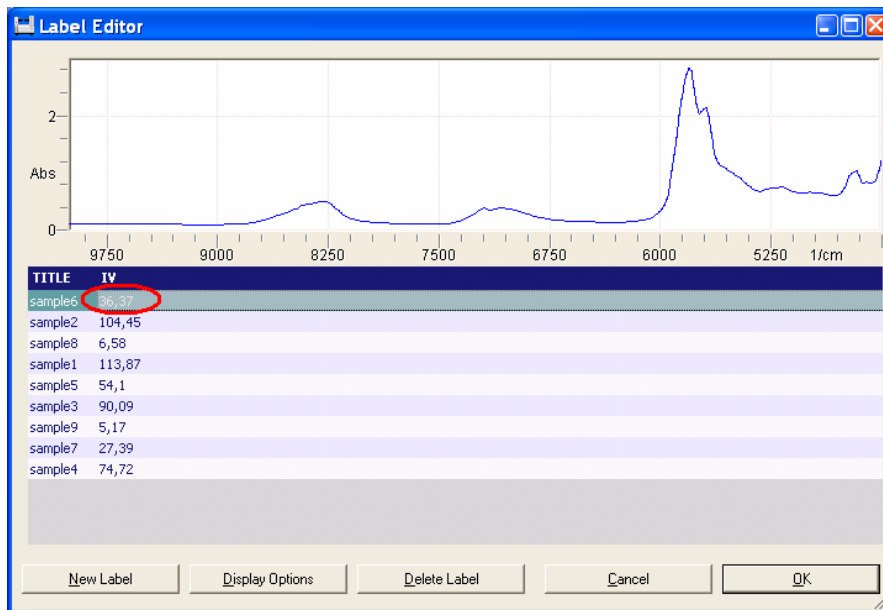 Label Editor
2
Abs
0
9750 9000 8250 7500 6750 6000 5250 1/cm
TITLE IV
sample6 36,37
sample2 104,45
sample8 6,58
sample1 113,87
sample5 54,1
sample3 90,09
sample9 5,17
sample7 27,39
sample4 74,72
New Label Display Options Delete Label Cancel OK